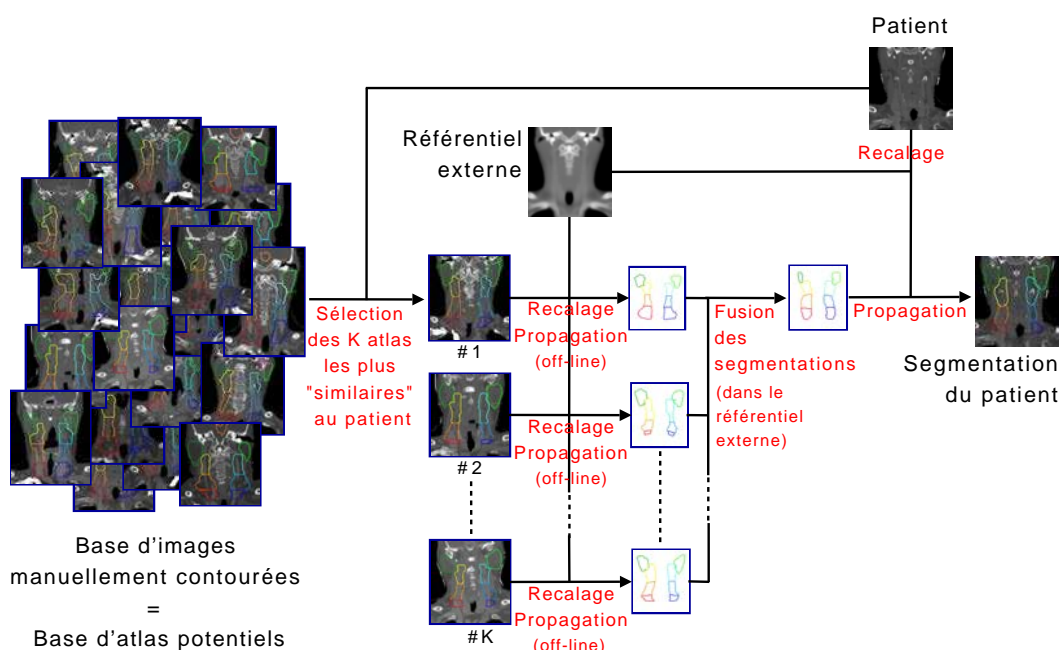 Patient
Recalage
Référentiel
externe
Sélection
des K atlas
les plus
"similaires"
au patient
#1
Recalage
Propagation
(off-line)
Fusion
des
segmentations
(dans le
référentiel
externe)
Propagation
Segmentation
du patient
#2
Recalage
Propagation
(off-line)
#K
Recalage
Propagation
(off-line)
Base d'images
manuellement contourées
=
Base d'atlas potentiels